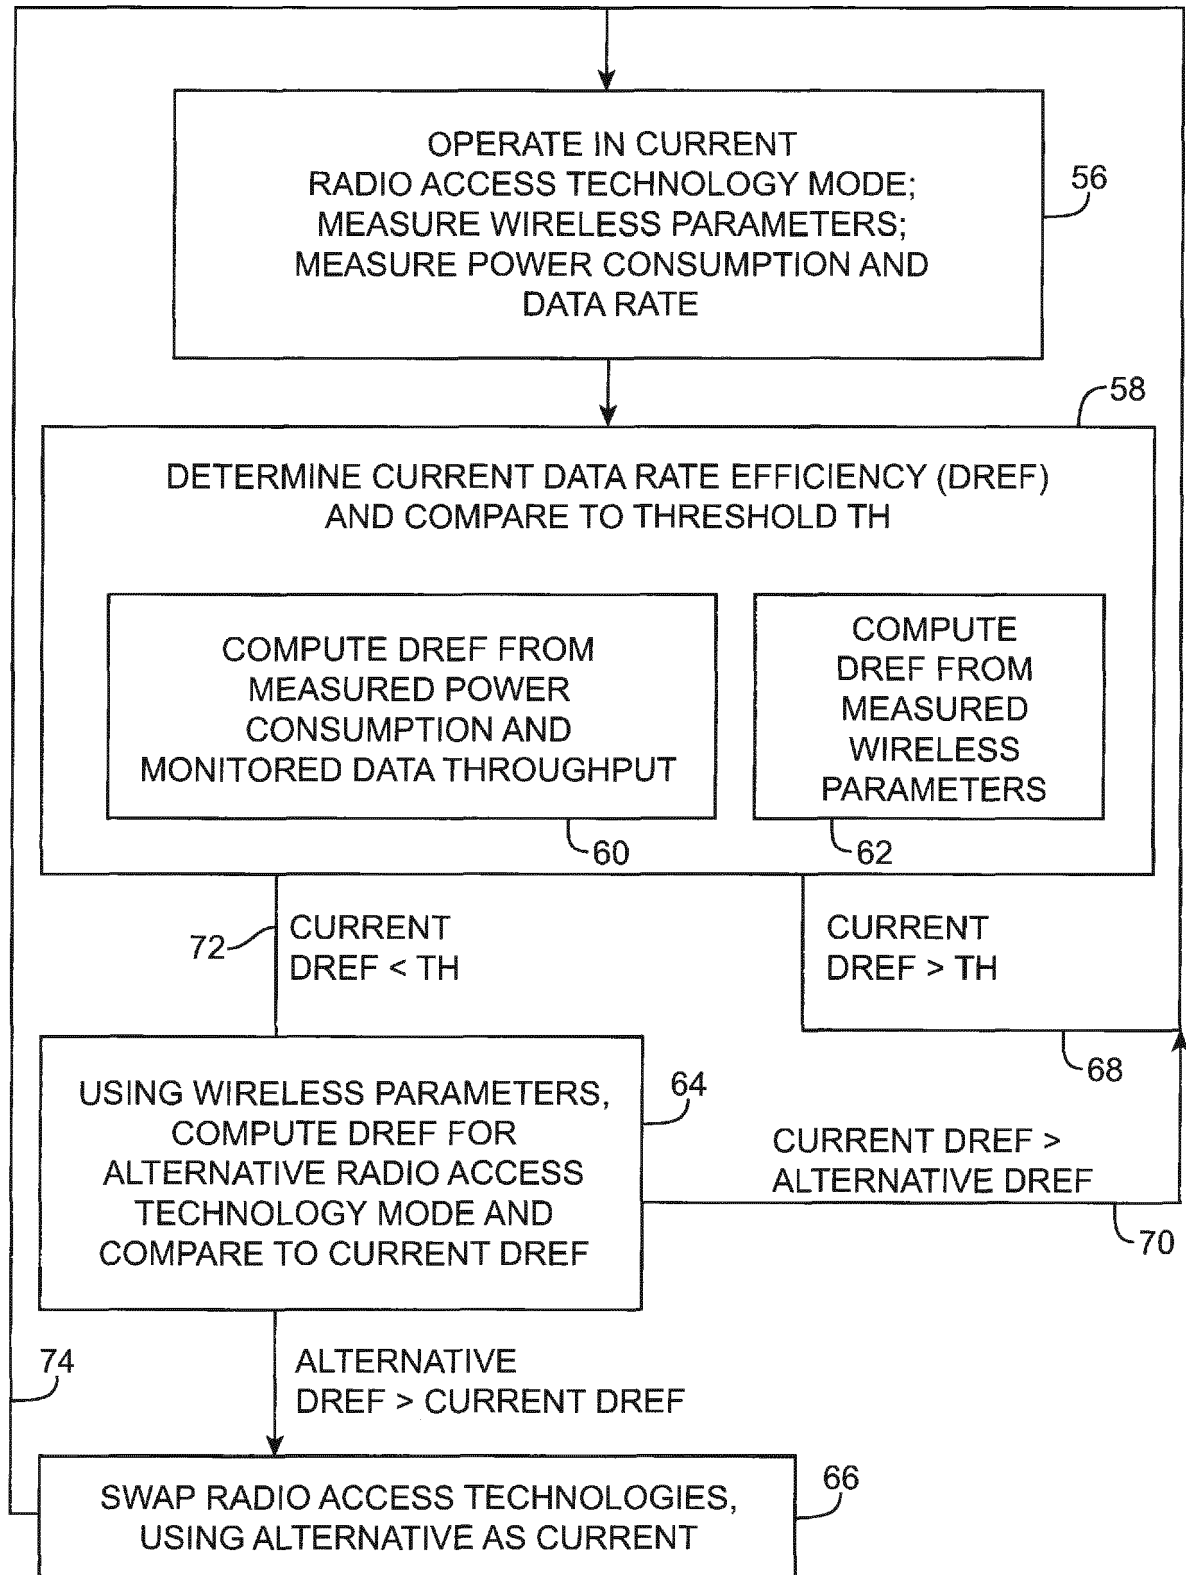 OPERATE IN CURRENT
RADIO ACCESS TECHNOLOGY MODE;
MEASURE WIRELESS PARAMETERS;
MEASURE POWER CONSUMPTION AND
DATA RATE
56
58
DETERMINE CURRENT DATA RATE EFFICIENCY (DREF)
AND COMPARE TO THRESHOLD TH
COMPUTE DREF FROM
MEASURED POWER
CONSUMPTION AND
MONITORED DATA THROUGHPUT
60
COMPUTE
DREF FROM
MEASURED
WIRELESS
PARAMETERS
62
72
CURRENT
DREF < TH
CURRENT
DREF > TH
68
USING WIRELESS PARAMETERS,
COMPUTE DREF FOR
ALTERNATIVE RADIO ACCESS
TECHNOLOGY MODE AND
COMPARE TO CURRENT DREF
64
CURRENT DREF >
ALTERNATIVE DREF
70
74
ALTERNATIVE
DREF > CURRENT DREF
SWAP RADIO ACCESS TECHNOLOGIES,
USING ALTERNATIVE AS CURRENT
66